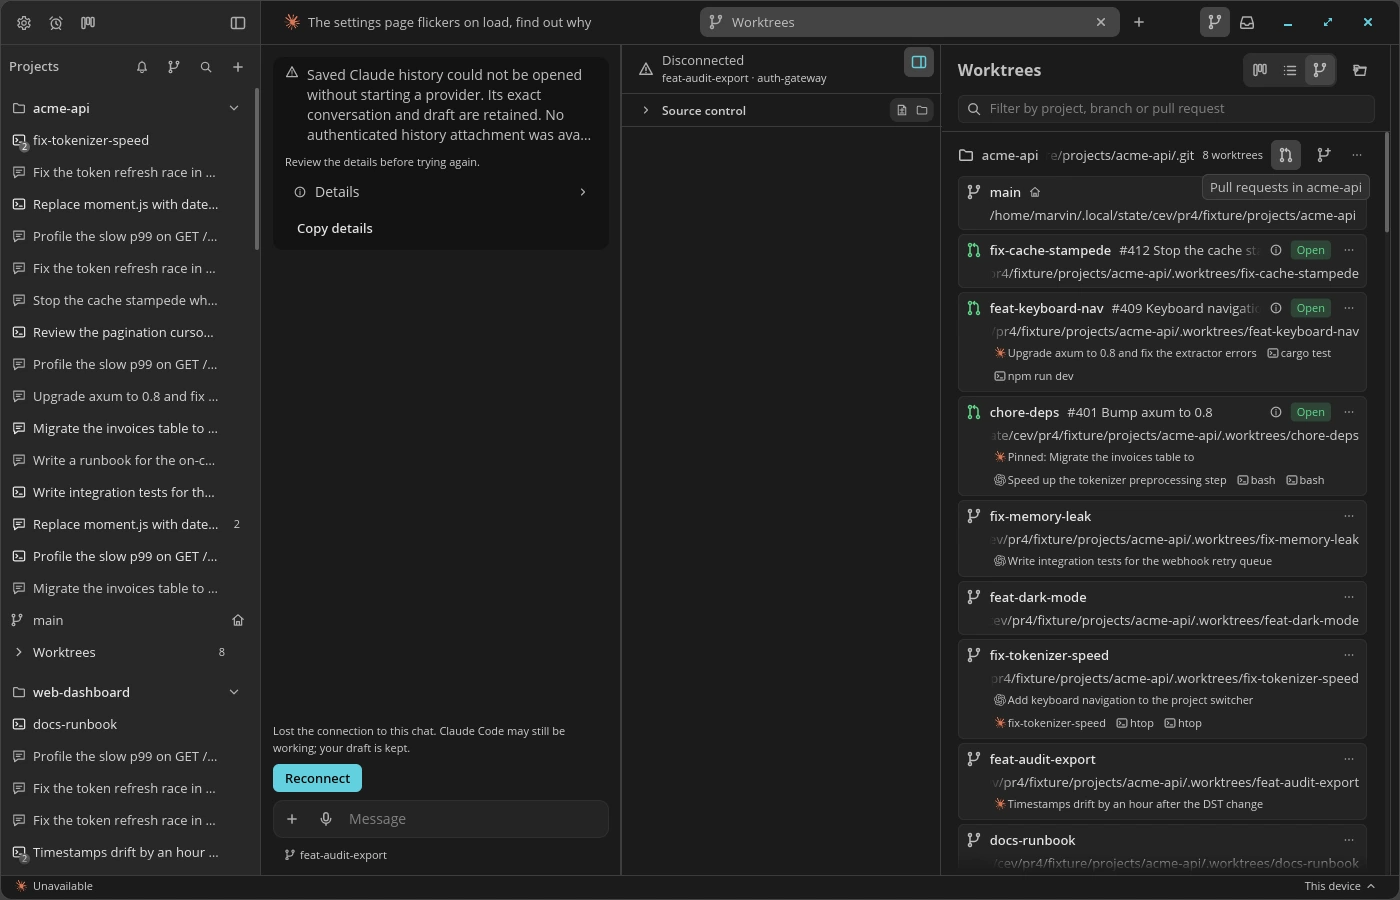 The settings page flickers on load, find out why
Worktrees
Projects
acme-api
2
fix-tokenizer-speed
Fix the token refresh race in ...
Replace moment.js with date...
Profile the slow p99 on GET /...
Fix the token refresh race in ...
Stop the cache stampede wh...
Review the pagination curso...
Profile the slow p99 on GET /...
Upgrade axum to 0.8 and fix ...
Migrate the invoices table to ...
Write a runbook for the on-c...
Write integration tests for th...
Replace moment.js with date... 2
Profile the slow p99 on GET /...
Migrate the invoices table to ...
main
Worktrees 8
web-dashboard
docs-runbook
Profile the slow p99 on GET /...
Fix the token refresh race in ...
Fix the token refresh race in ...
2
Timestamps drift by an hour ...
Saved Claude history could not be opened
without starting a provider. Its exact
conversation and draft are retained. No
authenticated history attachment was ava...
Review the details before trying again.
Details
Copy details
Lost the connection to this chat. Claude Code may still be
working; your draft is kept.
Reconnect
Message
feat-audit-export
Disconnected
feat-audit-export · auth-gateway
Source control
Worktrees
Filter by project, branch or pull request
acme-api e/projects/acme-api/.git 8 worktrees
Pull requests in acme-api
main
/home/marvin/.local/state/cev/pr4/fixture/projects/acme-api
fix-cache-stampede #412 Stop the cache st Open
r4/fixture/projects/acme-api/.worktrees/fix-cache-stampede
feat-keyboard-nav #409 Keyboard navigatic Open
/pr4/fixture/projects/acme-api/.worktrees/feat-keyboard-nav
Upgrade axum to 0.8 and fix the extractor errors cargo test
npm run dev
chore-deps #401 Bump axum to 0.8 Open
ate/cev/pr4/fixture/projects/acme-api/.worktrees/chore-deps
Pinned: Migrate the invoices table to
Speed up the tokenizer preprocessing step bash bash
fix-memory-leak
ev/pr4/fixture/projects/acme-api/.worktrees/fix-memory-leak
Write integration tests for the webhook retry queue
feat-dark-mode
ev/pr4/fixture/projects/acme-api/.worktrees/feat-dark-mode
fix-tokenizer-speed
pr4/fixture/projects/acme-api/.worktrees/fix-tokenizer-speed
Add keyboard navigation to the project switcher
fix-tokenizer-speed htop htop
feat-audit-export
v/pr4/fixture/projects/acme-api/.worktrees/feat-audit-export
Timestamps drift by an hour after the DST change
docs-runbook
/cev/pr4/fixture/projects/acme-api/.worktrees/docs-runbook
Unavailable
This device